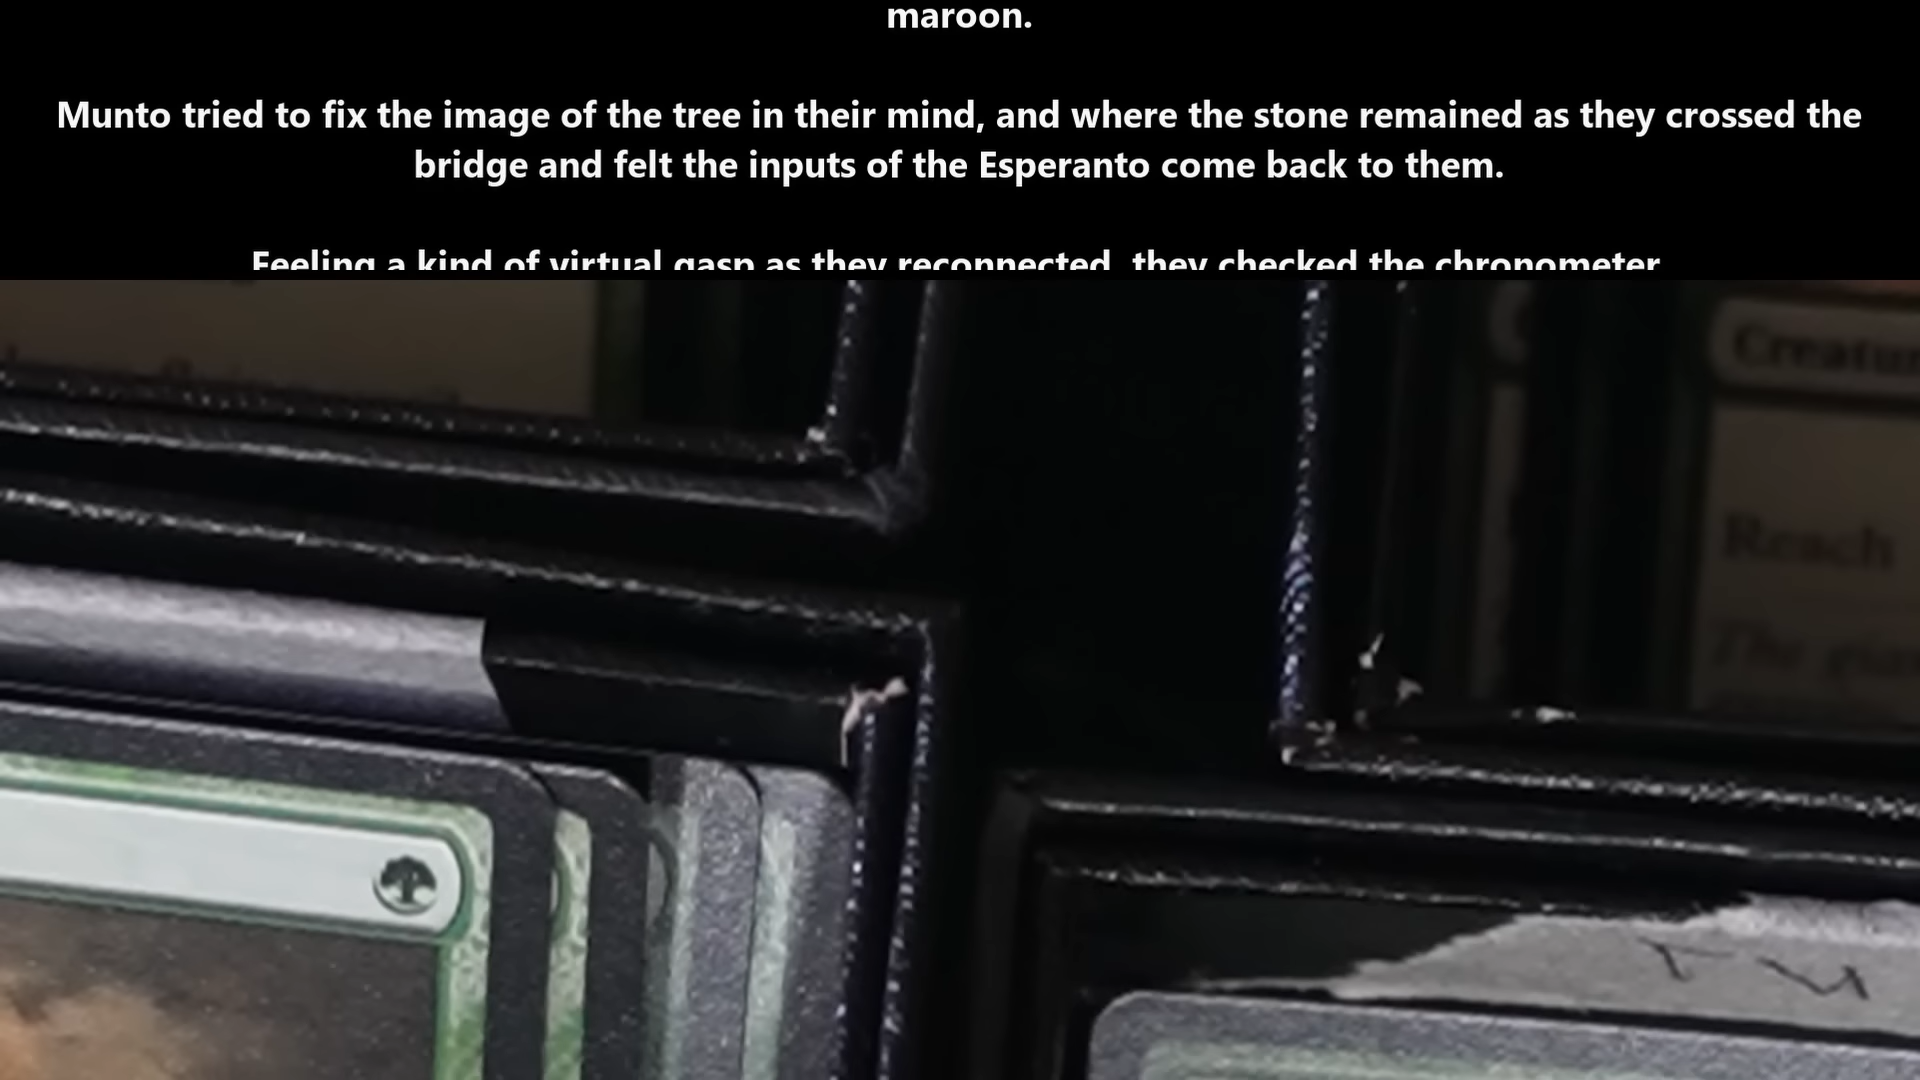 maroon.
Munto tried to fix the image of the tree in their mind, and where the stone remained as they crossed the
bridge and felt the inputs of the Esperanto come back to them.
Feeling a kind of virtual gasp as they reconnected, they checked the chronometer
Reach